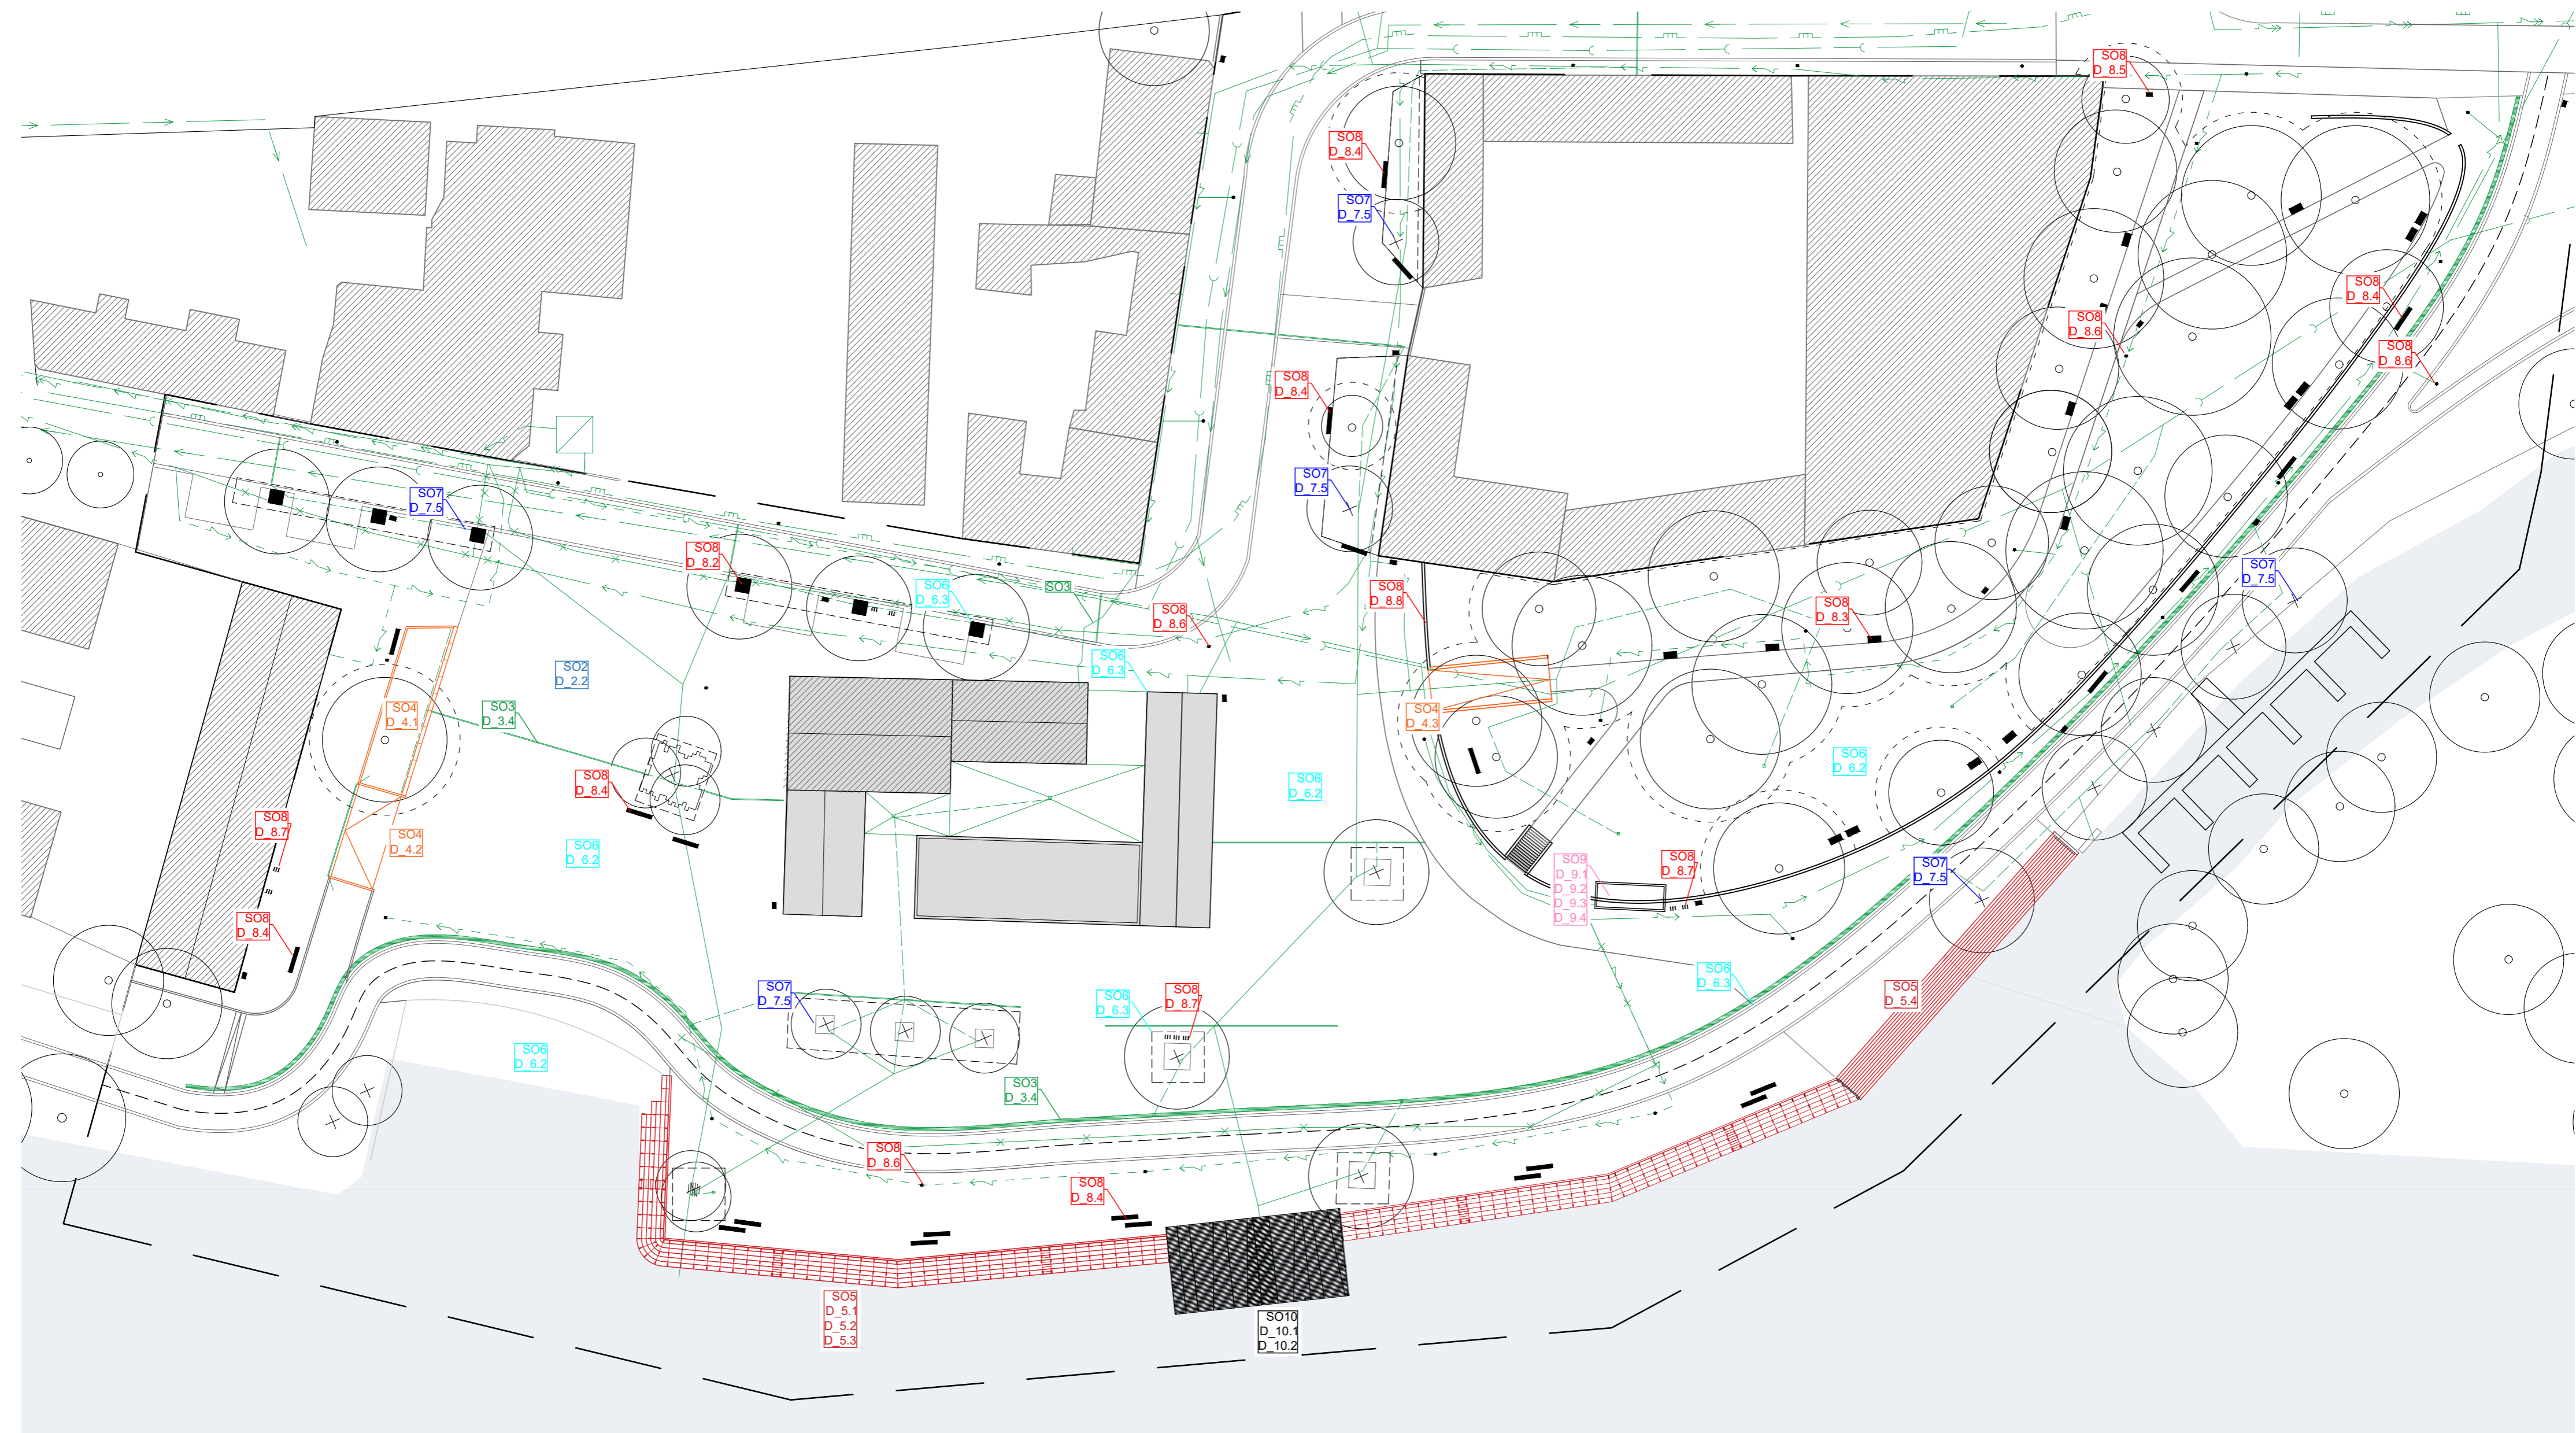 SO8
D_8.5
SO8
D_8.4
SO7
D_7.5
SO8
D_8.4
SO8
D_8.6
SO8
D_8.6
SO8
D_8.4
SO7
D_7.5
SO7
D_7.5
SO8
D_8.2
SO6
D_6.3
SO3
SO8
D_8.6
SO8
D_8.8
SO8
D_8.3
SO7
D_7.5
SO2
D_2.2
SO6
D_6.3
SO4
D_4.1
SO3
D_3.4
SO4
D_4.3
SO8
D_8.4
SO6
D_6.2
SO6
D_6.2
SO8
D_8.7
SO4
D_4.2
SO6
D_6.2
SO9
D_9.1
D_9.2
D_9.3
D_9.4
SO8
D_8.7
SO7
D_7.5
SO8
D_8.4
SO7
D_7.5
SO6
D_6.3
SO8
D_8.7
SO6
D_6.3
SO5
D_5.4
SO6
D_6.2
SO3
D_3.4
SO8
D_8.6
SO8
D_8.4
SO5
D_5.1
D_5.2
D_5.3
SO10
D_10.1
D_10.2